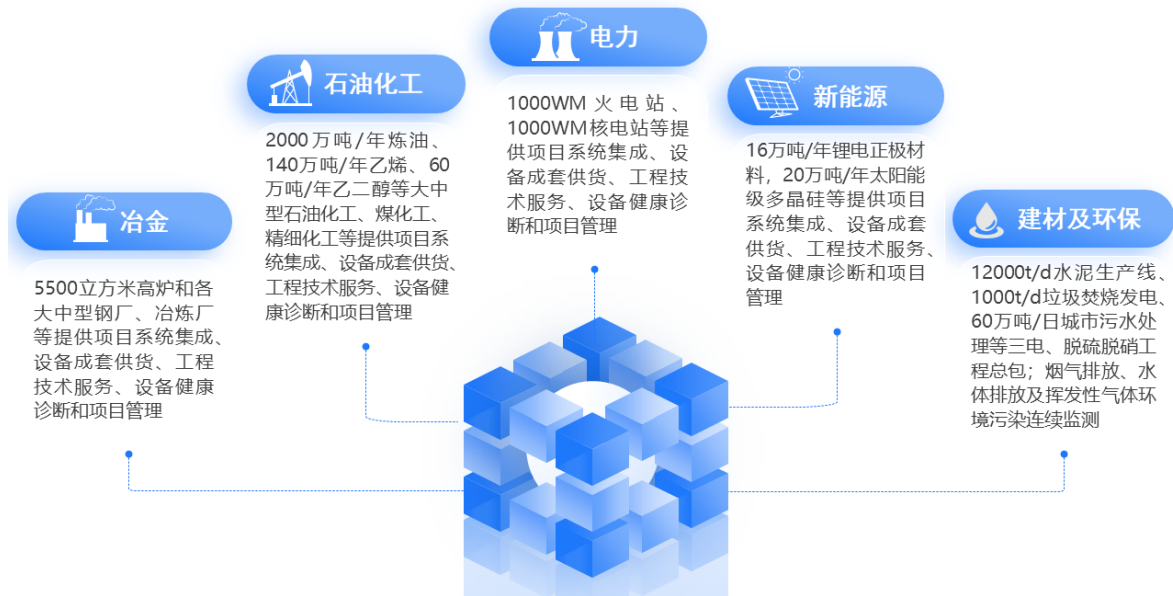 冶金
5500立方米高炉和各
大中型钢厂、冶炼厂
等提供项目系统集成、
设备成套供货、工程
技术服务、设备健康
诊断和项目管理
石油化工
2000万吨/年炼油、
140万吨/年乙烯、60
万吨/年乙二醇等大中
型石油化工、煤化工、
精细化工等提供项目系
统集成、设备成套供货、
工程技术服务、设备健
康诊断和项目管理
电力
1000WM火电站、
1000WM核电站等提
供项目系统集成、设
备成套供货、工程技
术服务、设备健康诊
断和项目管理
新能源
16万吨/年锂电正极材
料，20万吨/年太阳能
级多晶硅等提供项目
系统集成、设备成套
供货、工程技术服务、
设备健康诊断和项目
管理
建材及环保
12000t/d水泥生产线、
1000t/d垃圾焚烧发电、
60万吨/日城市污水处
理等三电、脱硫脱硝工
程总包；烟气排放、水
体排放及挥发性气体环
境污染连续监测